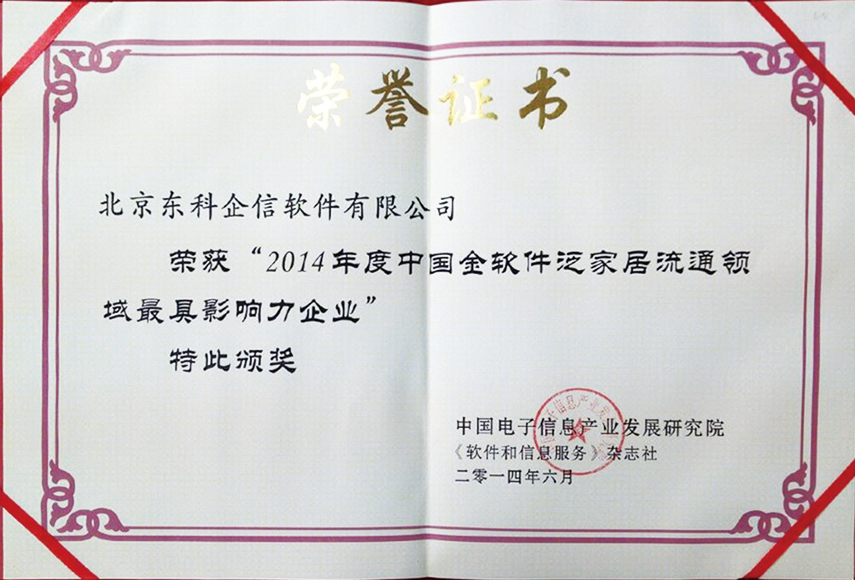 荣誉证书
北京东科企信软件有限公司
荣获“2014年度中国金软件泛家居流通领
域最具影响力企业”
特此颁奖
中国电子信息产业发展研究院
《软件和信息服务》杂志社
二零一四年六月